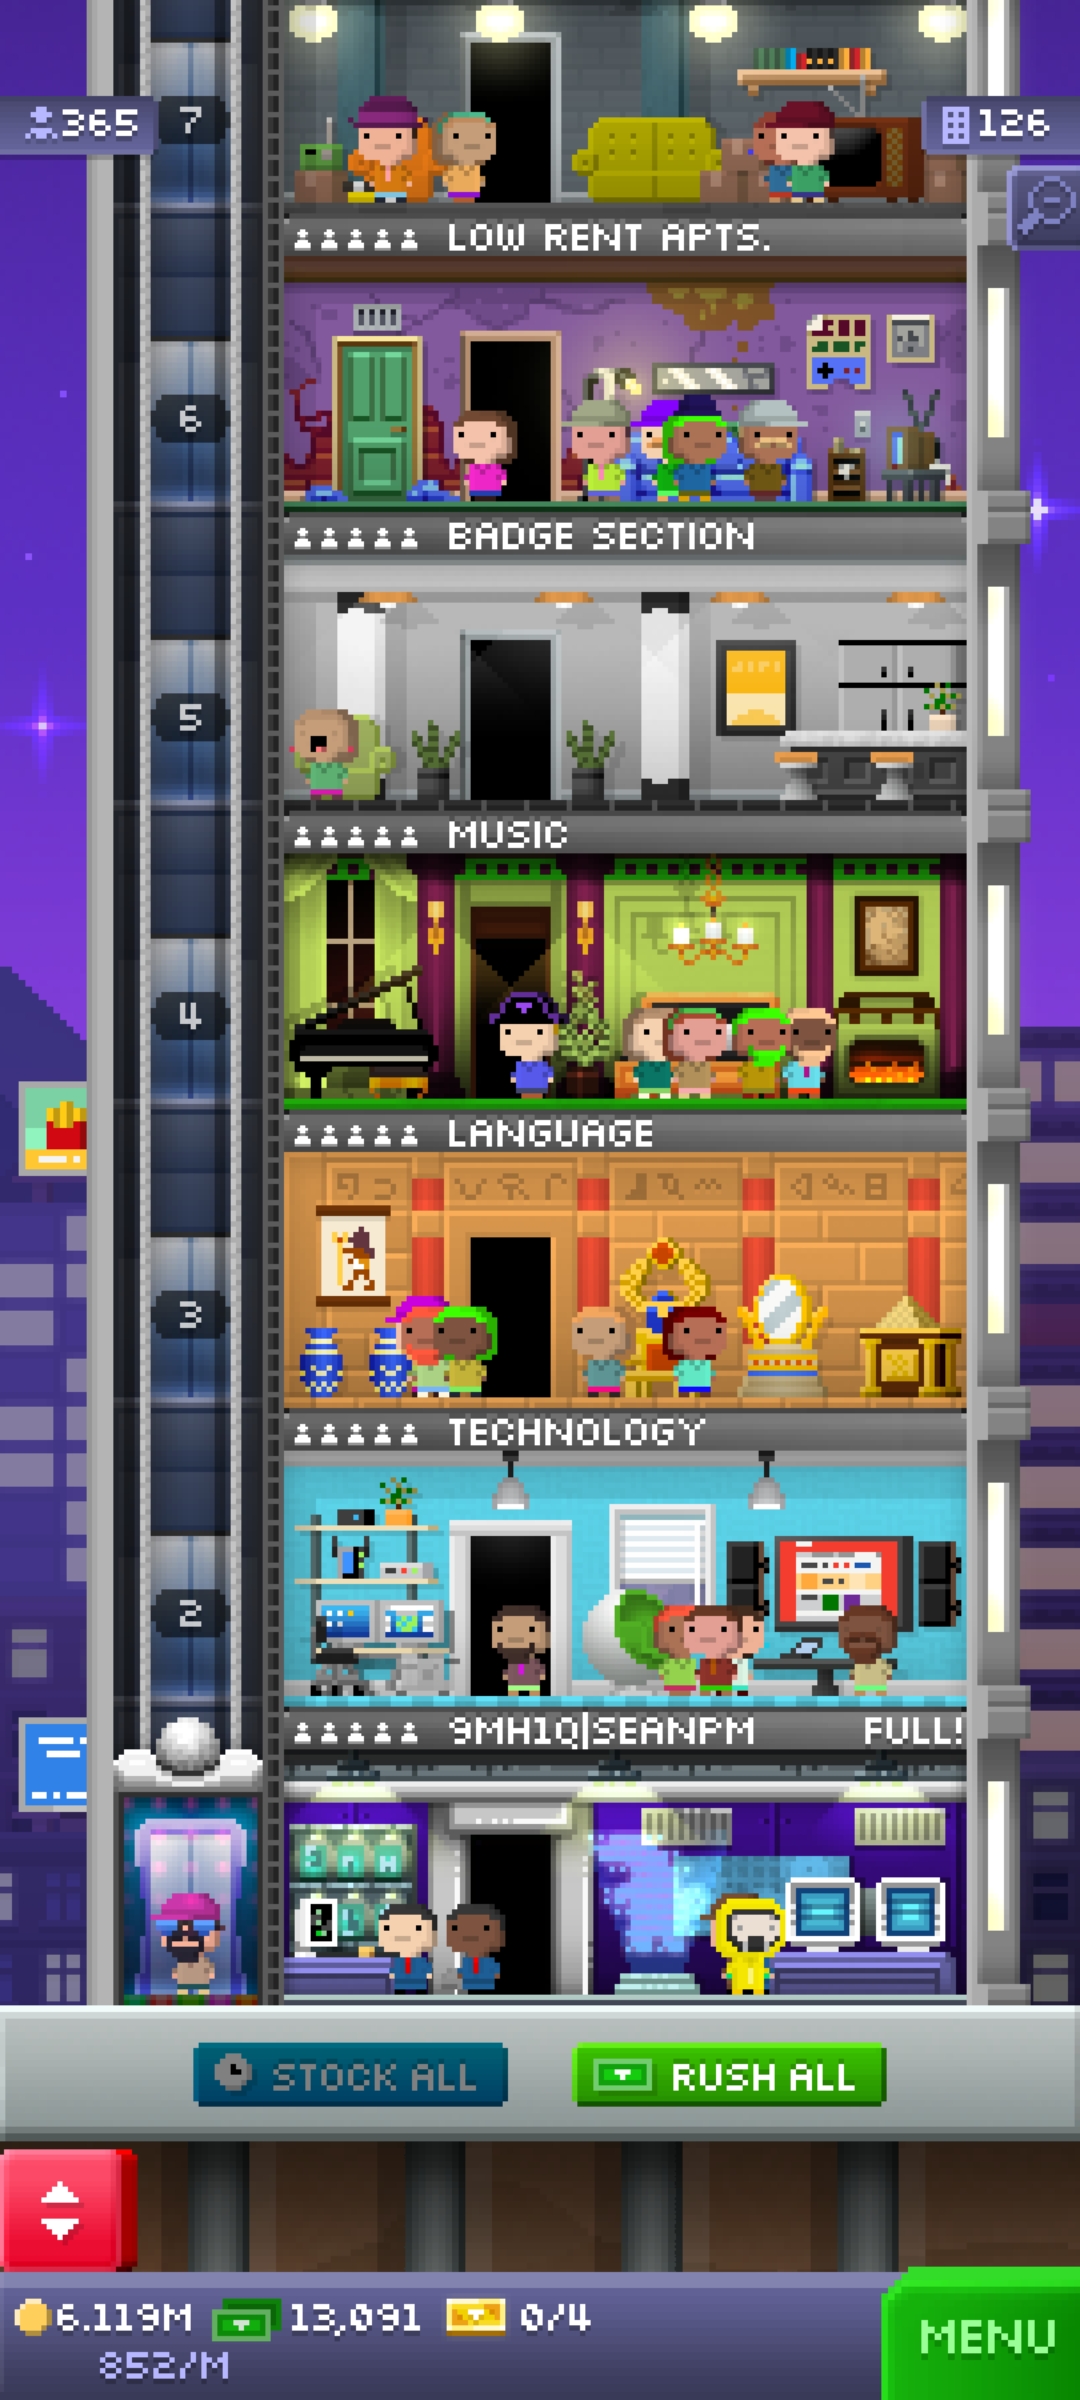 365
7
126
LOW RENT APTS.
6
BADGE SECTION
5
MUSIC
4
LANGUAGE
3
TECHNOLOGY
2
9MH1Q|SEANPM FULL!
STOCK ALL
RUSH ALL
6.119M 13,091 0/4
852/M
MENU